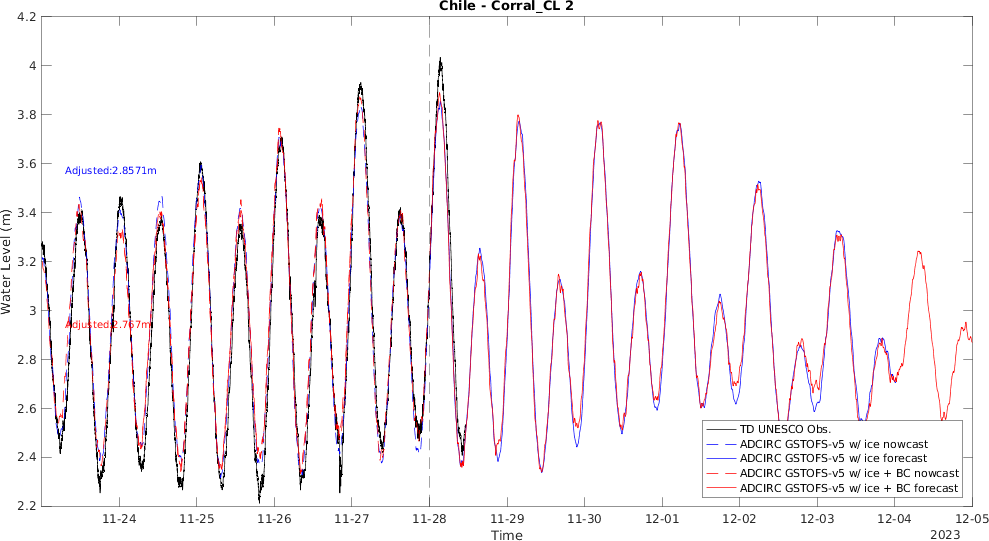 Chile - Corral_CL 2
4.2
4
3.8
3.6
3.4
3.2
3
2.8
2.6
2.4
2.2
Water Level (m)
Adjusted:2.8571m
Adjusted:2.767m
TD UNESCO Obs.
ADCIRC GSTOFS-v5 w/ ice nowcast
ADCIRC GSTOFS-v5 w/ ice forecast
ADCIRC GSTOFS-v5 w/ ice + BC nowcast
ADCIRC GSTOFS-v5 w/ ice + BC forecast
11-24 11-25 11-26 11-27 11-28 11-29 11-30 12-01 12-02 12-03 12-04 12-05
Time
2023